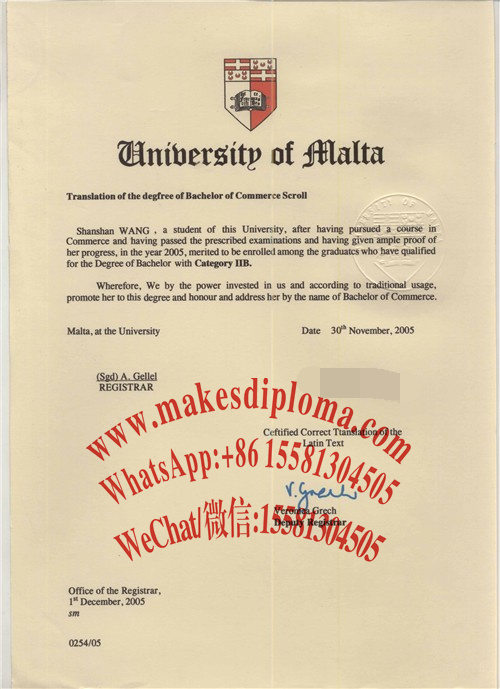 University of Malta
Translation of the degfree of Bachelor of Commerce Scroll
Shanshan WANG , a student of this University, after having pursued a course in
Commerce and having passed the prescribed examinations and having given ample proof of
her progress, in the year 2005, merited to be enrolled among the graduates who have qualified
for the Degree of Bachelor with Category IIB.
Wherefore, We by the power invested in us and according to traditional usage,
promote her to this degree and honour and address her by the name of Bachelor of Commerce.
Malta, at the University
Date 30th November, 2005
(Sgd) A. Gellel
REGISTRAR
www.makesdiploma.com
Ceftified Correct Ttanslation of the
Latin Text
WhatsApp:+86 15581304505
V. Grech
Veronica Grech
Deputy Registrar
WeChat/微信:15581304505
Office of the Registrar,
1st December, 2005
sm
0254/05